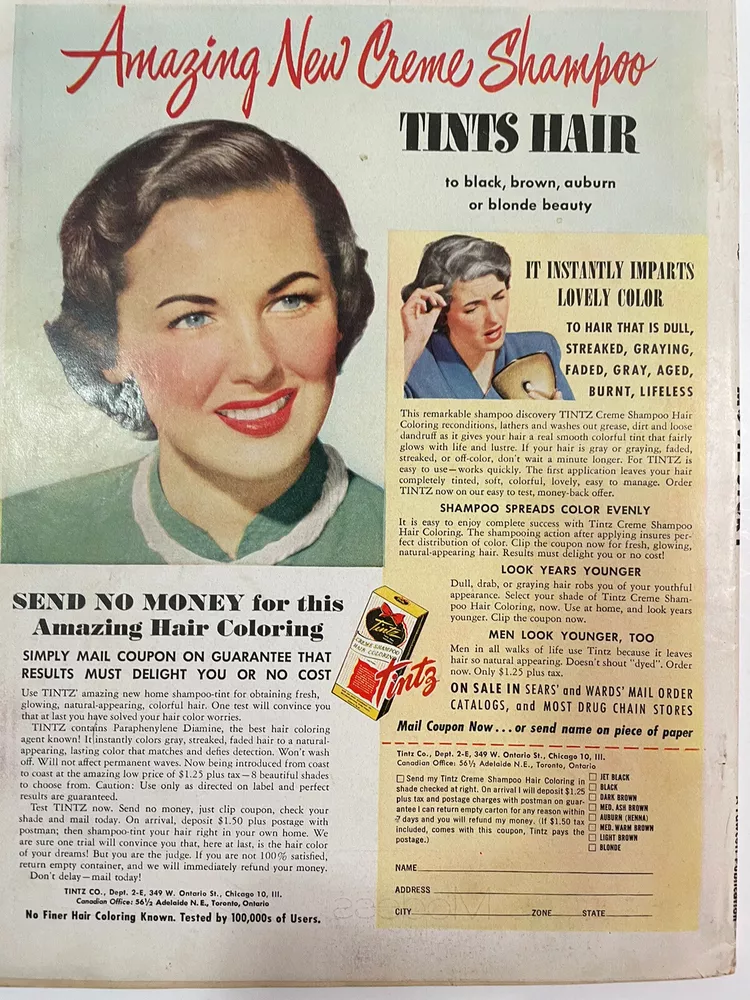 Amazing New Creme Shampoo
TINTS HAIR
to black, brown, auburn
or blonde beauty
IT INSTANTLY IMPARTS
LOVELY COLOR
TO HAIR THAT IS DULL,
STREAKED, GRAYING,
FADED, GRAY, AGED,
BURNT, LIFELESS
This remarkable shampoo discovery TINTZ Creme Shampoo Hair
Coloring reconditions, lathers and washes out grease, dirt and loose
dandruff as it gives your hair a real smooth colorful tint that fairly
glows with life and lustre. If your hair is gray or graying, faded,
streaked, or off-color, don't wait a minute longer. For TINTZ is
easy to use—works quickly. The first application leaves your hair
completely tinted, soft, colorful, lovely, easy to manage. Order
TINTZ now on our easy to test, money-back offer.
SHAMPOO SPREADS COLOR EVENLY
It is easy to enjoy complete success with Tintz Creme Shampoo
Hair Coloring. The shampooing action after applying insures per-
fect distribution of color. Clip the coupon now for fresh, glowing,
natural-appearing hair. Results must delight you or no cost!
LOOK YEARS YOUNGER
Dull, drab, or graying hair robs you of your youthful
appearance. Select your shade of Tintz Creme Sham-
poo Hair Coloring, now. Use at home, and look years
younger. Clip the coupon now.
MEN LOOK YOUNGER, TOO
Men in all walks of life use Tintz because it leaves
hair so natural appearing. Doesn't shout "dyed". Order
now. Only $1.25 plus tax.
ON SALE IN SEARS' and WARDS' MAIL ORDER
CATALOGS, and MOST DRUG CHAIN STORES
Mail Coupon Now...or send name on piece of paper
SEND NO MONEY for this
Amazing Hair Coloring
SIMPLY MAIL COUPON ON GUARANTEE THAT
RESULTS MUST DELIGHT YOU OR NO COST
Use TINTZ' amazing new home shampoo-tint for obtaining fresh,
glowing, natural-appearing, colorful hair. One test will convince you
that at last you have solved your hair color worries.
TINTZ contains Paraphenylene Diamine, the best hair coloring
agent known! It instantly colors gray, streaked, faded hair to a natural-
appearing, lasting color that matches and defies detection. Won't wash
off. Will not affect permanent waves. Now being introduced from coast
to coast at the amazing low price of $1.25 plus tax—8 beautiful shades
to choose from. Caution: Use only as directed on label and perfect
results are guaranteed.
Test TINTZ now. Send no money, just clip coupon, check your
shade and mail today. On arrival, deposit $1.50 plus postage with
postman; then shampoo-tint your hair right in your own home. We
are sure one trial will convince you that, here at last, is the hair color
of your dreams! But you are the judge. If you are not 100% satisfied,
return empty container, and we will immediately refund your money.
Don't delay—mail today!
TINTZ CO., Dept. 2-E, 349 W. Ontario St., Chicago 10, Ill.
Canadian Office: 56½ Adelaide N. E., Toronto, Ontario
No Finer Hair Coloring Known. Tested by 100,000s of Users.
Tintz
CREME SHAMPOO
HAIR COLORING
Tintz
Tintz Co., Dept. 2-E, 349 W. Ontario St., Chicago 10, Ill.
Canadian Office: 56½ Adelaide N.E., Toronto, Ontario
Send my Tintz Creme Shampoo Hair Coloring in
shade checked at right. On arrival I will deposit $1.25
plus tax and postage charges with postman on guar-
antee I can return empty carton for any reason within
7 days and you will refund my money. (If $1.50 tax
included, comes with this coupon, Tintz pays the
postage.)
JET BLACK
BLACK
DARK BROWN
MED. ASH BROWN
AUBURN (HENNA)
MED. WARM BROWN
LIGHT BROWN
BLONDE
NAME
ADDRESS
CITY ZONE STATE